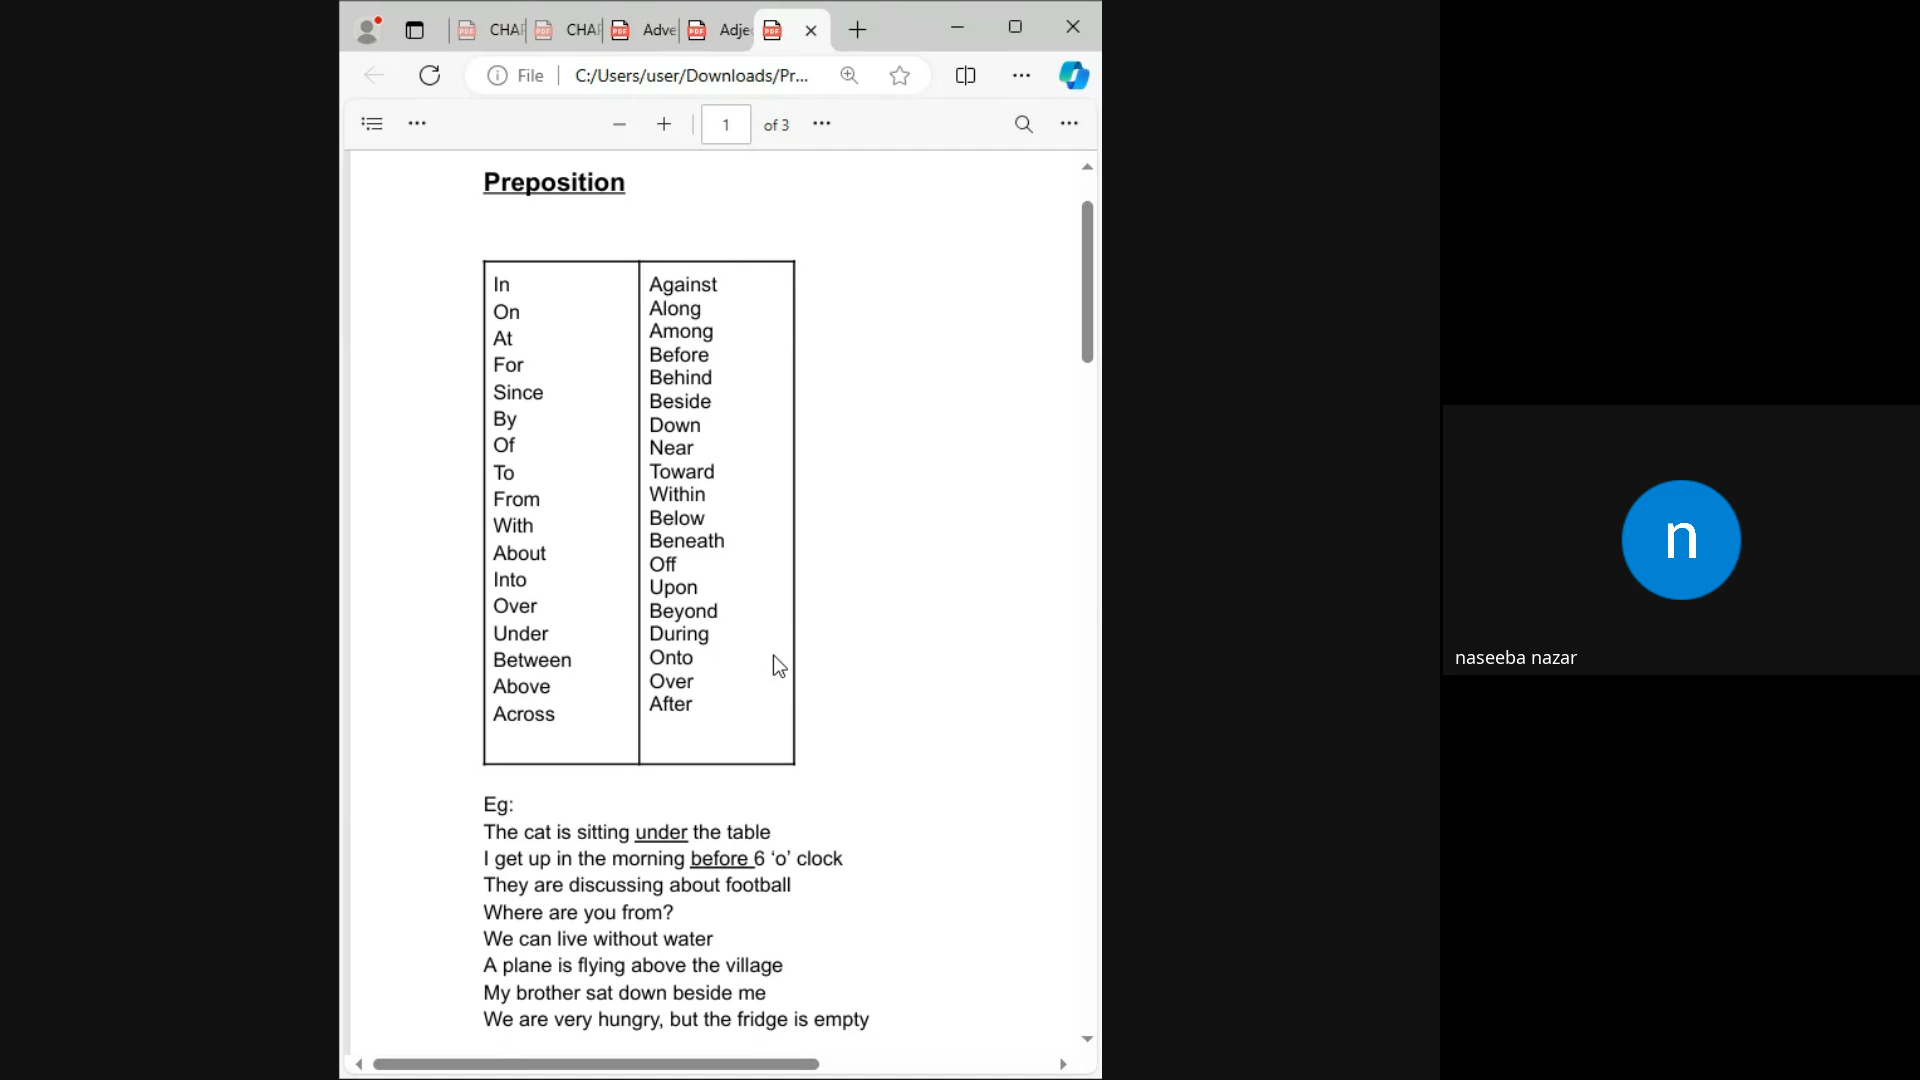 CHA
CHA
Adve
Adje
File
C:/Users/user/Downloads/Pr...
1 of 3
Preposition
In
On
At
For
Since
By
Of
To
From
With
About
Into
Over
Under
Between
Above
Across
Against
Along
Among
Before
Behind
Beside
Down
Near
Toward
Within
Below
Beneath
Off
Upon
Beyond
During
Onto
Over
After
Eg:
The cat is sitting under the table
I get up in the morning before 6 ‘o’ clock
They are discussing about football
Where are you from?
We can live without water
A plane is flying above the village
My brother sat down beside me
We are very hungry, but the fridge is empty
n
naseeba nazar